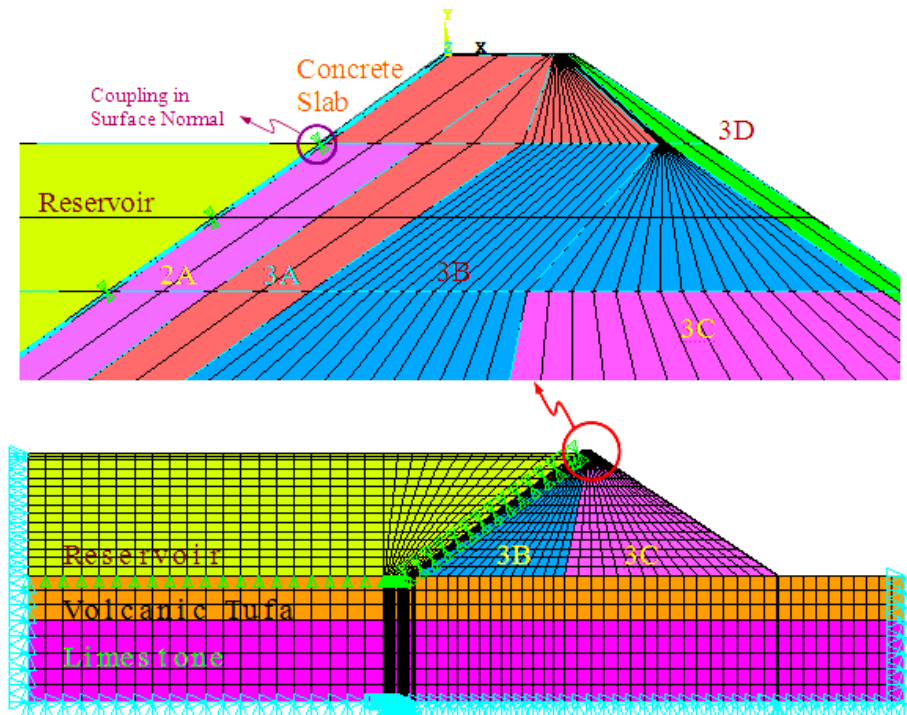 Y
Z
X
Concrete
Slab
Coupling in
Surface Normal
3D
Reservoir
2A
3A
3B
3C
Reservoir
3B
3C
Volcanic Tufa
Limestone